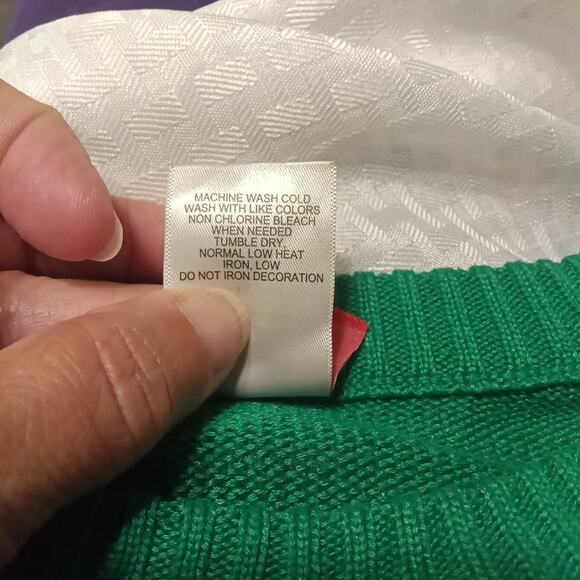 MACHINE WASH COLD
WASH WITH LIKE COLORS
NON CHLORINE BLEACH
WHEN NEEDED
TUMBLE DRY,
NORMAL LOW HEAT
IRON, LOW
DO NOT IRON DECORATION